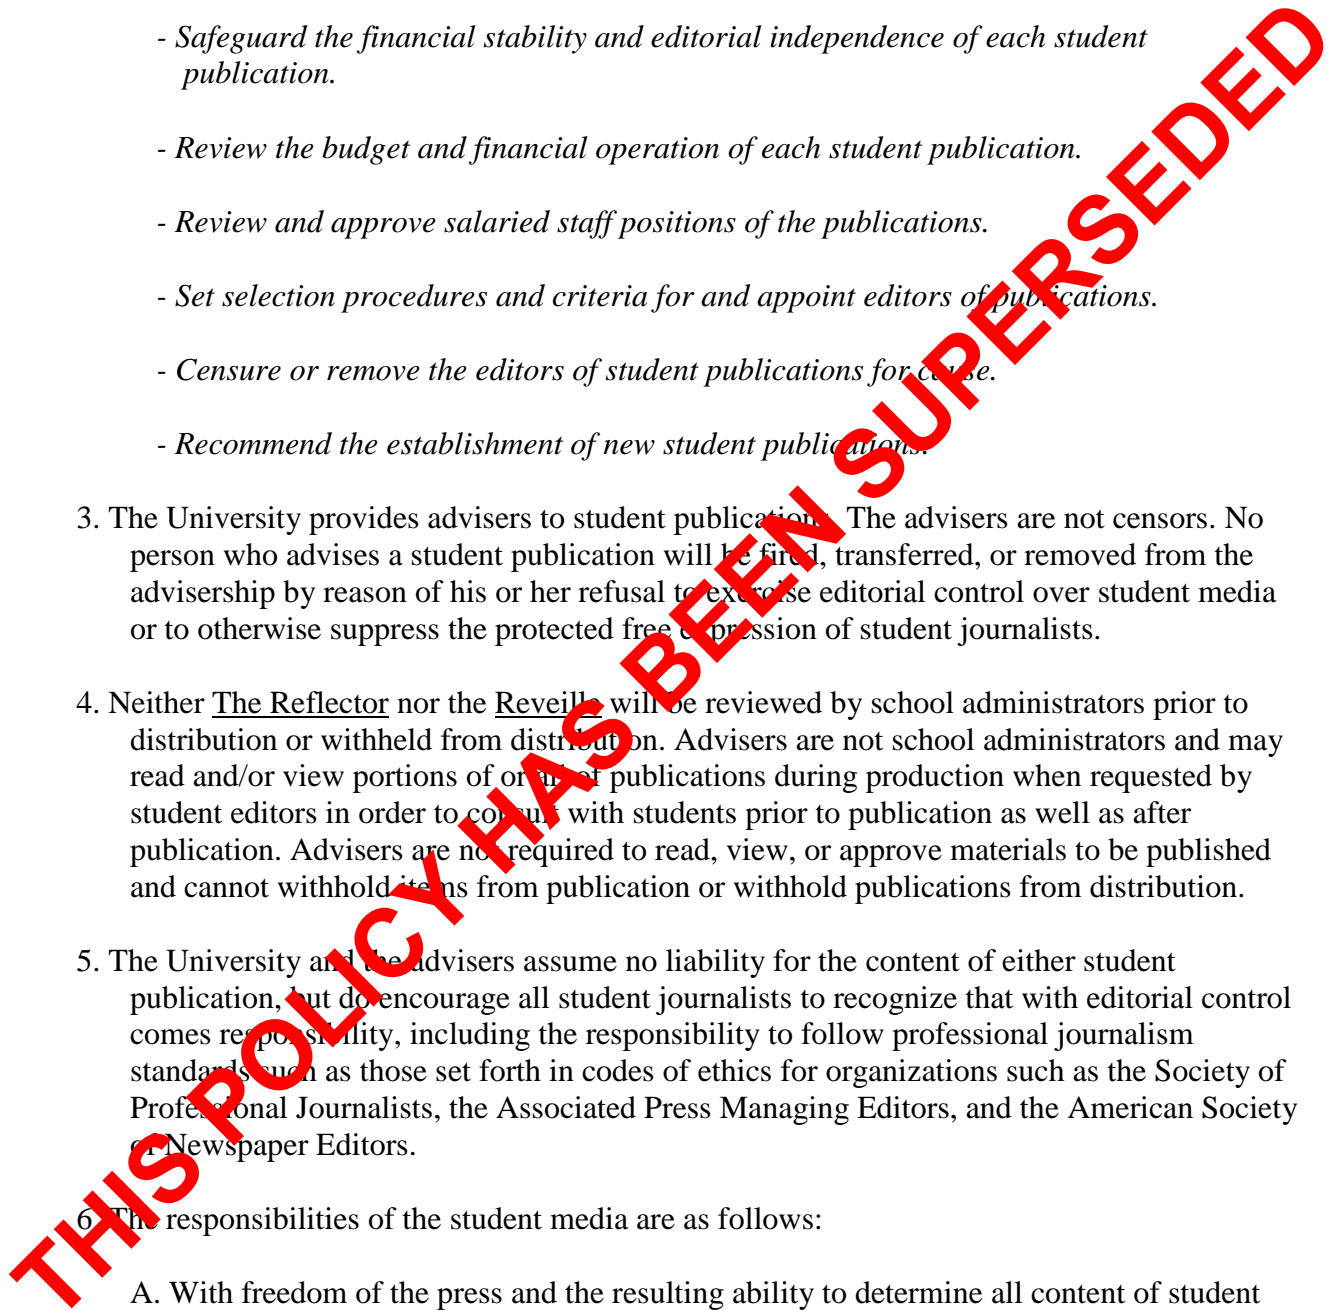 - Safeguard the financial stability and editorial independence of each student
publication.
- Review the budget and financial operation of each student publication.
- Review and approve salaried staff positions of the publications.
- Set selection procedures and criteria for and appoint editors of publications.
- Censure or remove the editors of student publications for cause.
- Recommend the establishment of new student publications.
3. The University provides advisers to student publications. The advisers are not censors. No
person who advises a student publication will be fired, transferred, or removed from the
advisership by reason of his or her refusal to exercise editorial control over student media
or to otherwise suppress the protected free expression of student journalists.
4. Neither The Reflector nor the Reveille will be reviewed by school administrators prior to
distribution or withheld from distribution. Advisers are not school administrators and may
read and/or view portions of or all of publications during production when requested by
student editors in order to consult with students prior to publication as well as after
publication. Advisers are not required to read, view, or approve materials to be published
and cannot withhold items from publication or withhold publications from distribution.
5. The University and the advisers assume no liability for the content of either student
publication, but do encourage all student journalists to recognize that with editorial control
comes responsibility, including the responsibility to follow professional journalism
standards such as those set forth in codes of ethics for organizations such as the Society of
Professional Journalists, the Associated Press Managing Editors, and the American Society
of Newspaper Editors.
6. The responsibilities of the student media are as follows:
A. With freedom of the press and the resulting ability to determine all content of student
THIS POLICY HAS BEEN SUPERSEDED